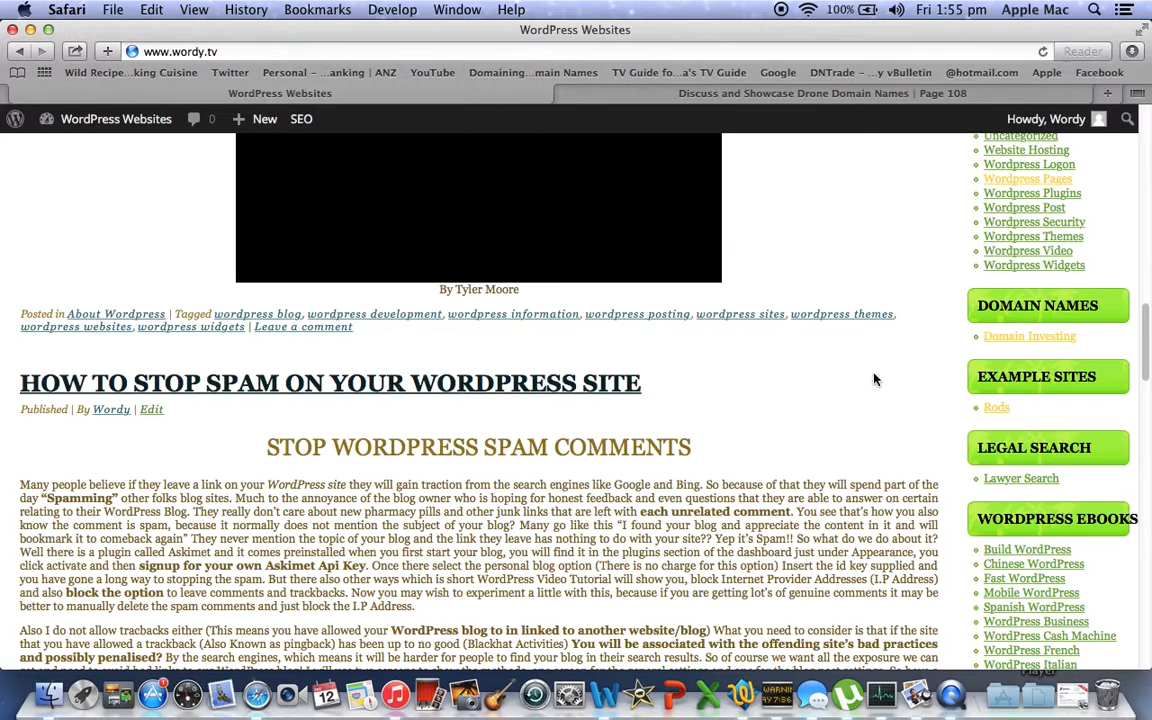 Safari File Edit View History Bookmarks Develop Window Help 100% Fri 1:55 pm Apple Mac
WordPress Websites
www.wordy.tv Reader
Wild Recipe...king Cuisine Twitter Personal - ...anking | ANZ YouTube Domaining...main Names TV Guide fo...a's TV Guide Google DNTrade - ...y vBulletin @hotmail.com Apple Facebook
WordPress Websites Discuss and Showcase Drone Domain Names | Page 108
WordPress Websites 0 New SEO Howdy, Wordy
By Tyler Moore
Posted in About Wordpress | Tagged wordpress blog, wordpress development, wordpress information, wordpress posting, wordpress sites, wordpress themes,
wordpress websites, wordpress widgets | Leave a comment
HOW TO STOP SPAM ON YOUR WORDPRESS SITE
Published | By Wordy | Edit
STOP WORDPRESS SPAM COMMENTS
Many people believe if they leave a link on your WordPress site they will gain traction from the search engines like Google and Bing. So because of that they will spend part of the
day “Spamming” other folks blog sites. Much to the annoyance of the blog owner who is hoping for honest feedback and even questions that they are able to answer on certain
relating to their WordPress Blog. They really don't care about new pharmacy pills and other junk links that are left with each unrelated comment. You see that's how you also
know the comment is spam, because it normally does not mention the subject of your blog? Many go like this “I found your blog and appreciate the content in it and will
bookmark it to comeback again” They never mention the topic of your blog and the link they leave has nothing to do with your site?? Yep it's Spam!! So what do we do about it?
Well there is a plugin called Askimet and it comes preinstalled when you first start your blog, you will find it in the plugins section of the dashboard just under Appearance, you
click activate and then signup for your own Askimet Api Key. Once there select the personal blog option (There is no charge for this option) Insert the id key supplied and
you have gone a long way to stopping the spam. But there also other ways which is short WordPress Video Tutorial will show you, block Internet Provider Addresses (I.P Address)
and also block the option to leave comments and trackbacks. Now you may wish to experiment a little with this, because if you are getting lot's of genuine comments it may be
better to manually delete the spam comments and just block the I.P Address.
Also I do not allow tracbacks either (This means you have allowed your WordPress blog to in linked to another website/blog) What you need to consider is that if the site
that you have allowed a trackback (Also Known as pingback) has been up to no good (Blackhat Activities) You will be associated with the offending site's bad practices
and possibly penalised? By the search engines, which means it will be harder for people to find your blog in their search results. So of course we want all the exposure we can
Uncategorized
Website Hosting
Wordpress Logon
Wordpress Pages
Wordpress Plugins
Wordpress Post
Wordpress Security
Wordpress Themes
Wordpress Video
Wordpress Widgets
DOMAIN NAMES
Domain Investing
EXAMPLE SITES
Rods
LEGAL SEARCH
Lawyer Search
WORDPRESS EBOOKS
Build WordPress
Chinese WordPress
Fast WordPress
Mobile WordPress
Spanish WordPress
WordPress Business
WordPress Cash Machine
WordPress French
WordPress Italian